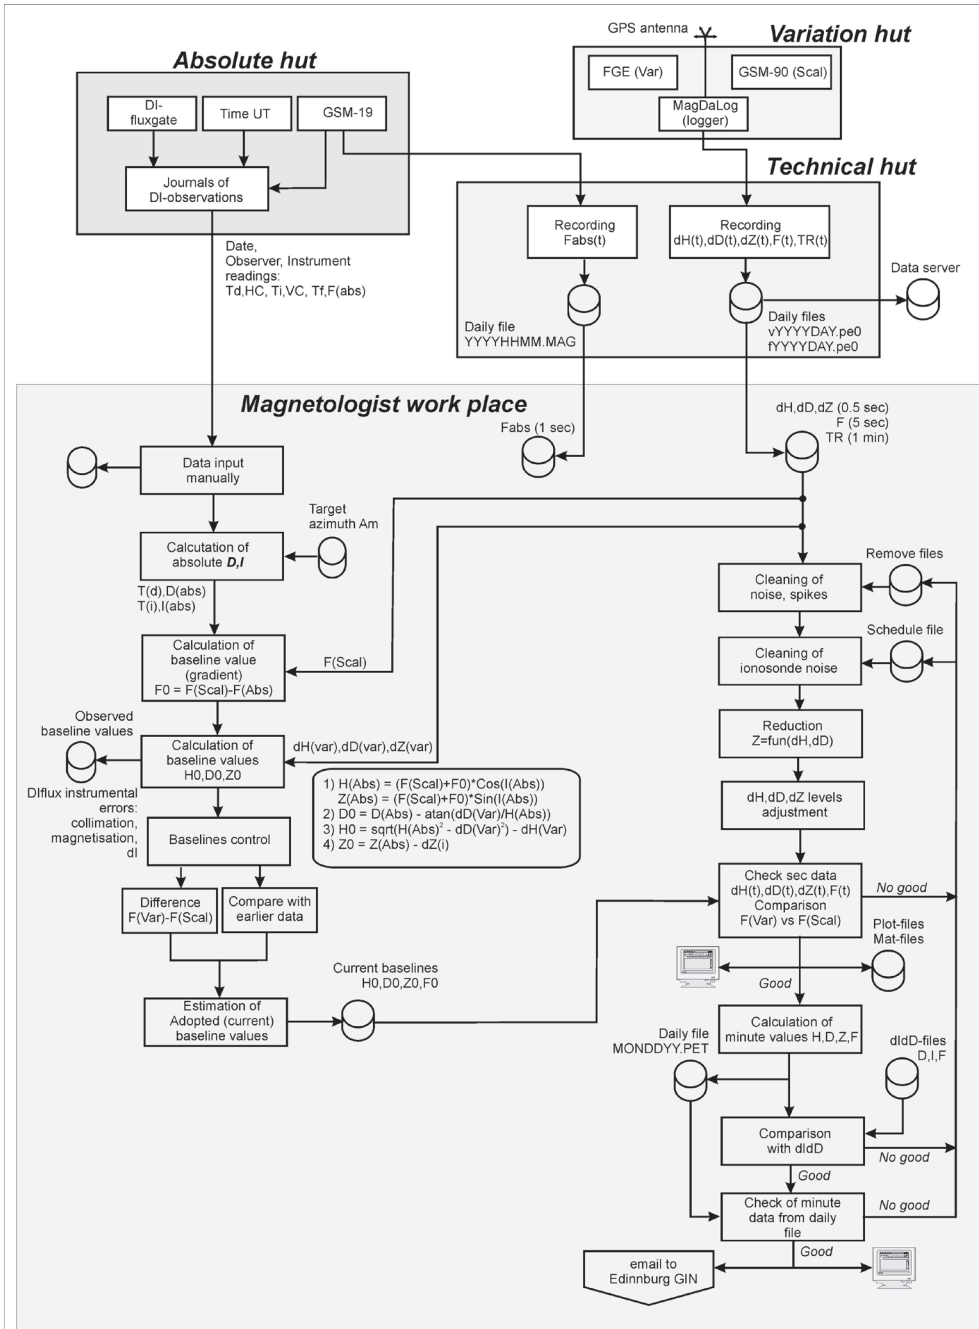 GPS antenna
Variation hut
Absolute hut
FGE (Var)
GSM-90 (Scal)
MagDaLog
(logger)
DI-
fluxgate
Time UT
GSM-19
Journals of
DI-observations
Technical hut
Recording
Fabs(t)
Recording
dH(t),dD(t),dZ(t),F(t),TR(t)
Date,
Observer, Instrument
readings:
Td,HC, Ti,VC, Tf,F(abs)
Data server
Daily file
YYYYHHMM.MAG
Daily files
vYYYYDAY.pe0
fYYYYDAY.pe0
Magnetologist work place
Fabs (1 sec)
dH,dD,dZ (0.5 sec)
F (5 sec)
TR (1 min)
Data input
manually
Target
azimuth Am
Calcutation of
absolute D,I
T(d),D(abs)
T(i),I(abs)
Calculation of
baseline value
(gradient)
F0 = F(Scal)-F(Abs)
F(Scal)
Remove files
Cleaning of
noise, spikes
Schedule file
Cleaning of
ionosonde noise
Reduction
Z=fun(dH,dD)
Observed
baseline values
Calculation of
baseline values
H0,D0,Z0
dH(var),dD(var),dZ(var)
1) H(Abs) = (F(Scal)+F0)*Cos(I(Abs))
Z(Abs) = (F(Scal)+F0)*Sin(I(Abs))
2) D0 = D(Abs) - atan(dD(Var)/H(Abs))
3) H0 = sqrt(H(Abs)² - dD(Var)²) - dH(Var)
4) Z0 = Z(Abs) - dZ(i)
DIflux instrumental
errors:
collimation,
magnetisation,
dI
Baselines control
dH,dD,dZ levels
adjustment
Difference
F(Var)-F(Scal)
Compare with
earlier data
Check sec data
dH(t),dD(t),dZ(t),F(t)
Comparison
F(Var) vs F(Scal)
No good
Plot-files
Mat-files
Good
Current baselines
H0,D0,Z0,F0
Estimation of
Adopted (current)
baseline values
Calculation of
minute values H,D,Z,F
Daily file
MONDDYY.PET
dIdD-files
D,I,F
Comparison
with dIdD
No good
Good
Check of minute
data from daily
file
No good
Good
email to
Edinnburg GIN